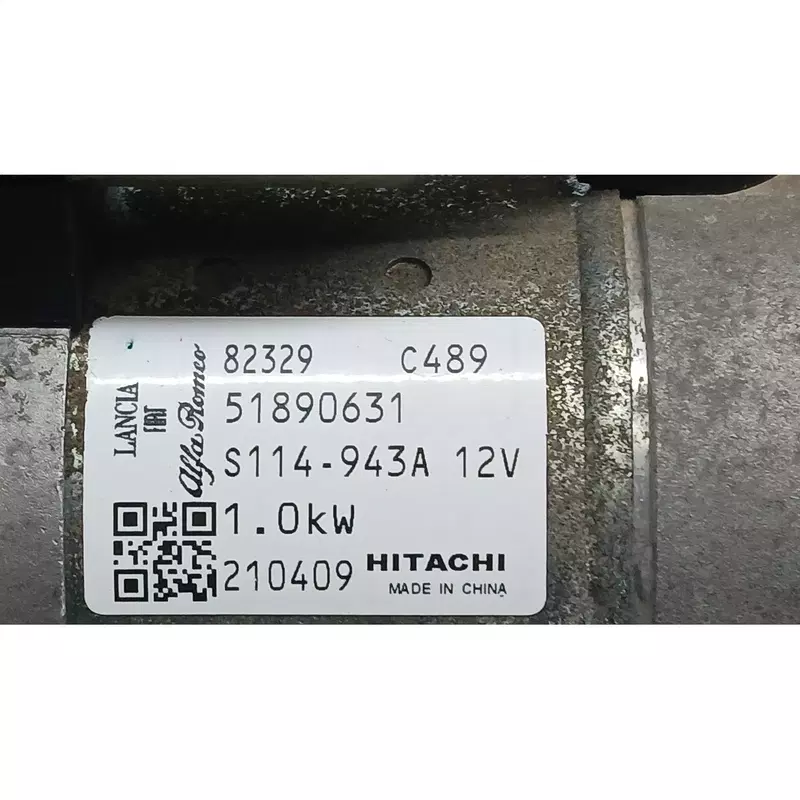 LANCIA
FIAT
Alfa Romeo
82329 C489
51890631
S114-943A 12V
1.0kW
210409 HITACHI
MADE IN CHINA